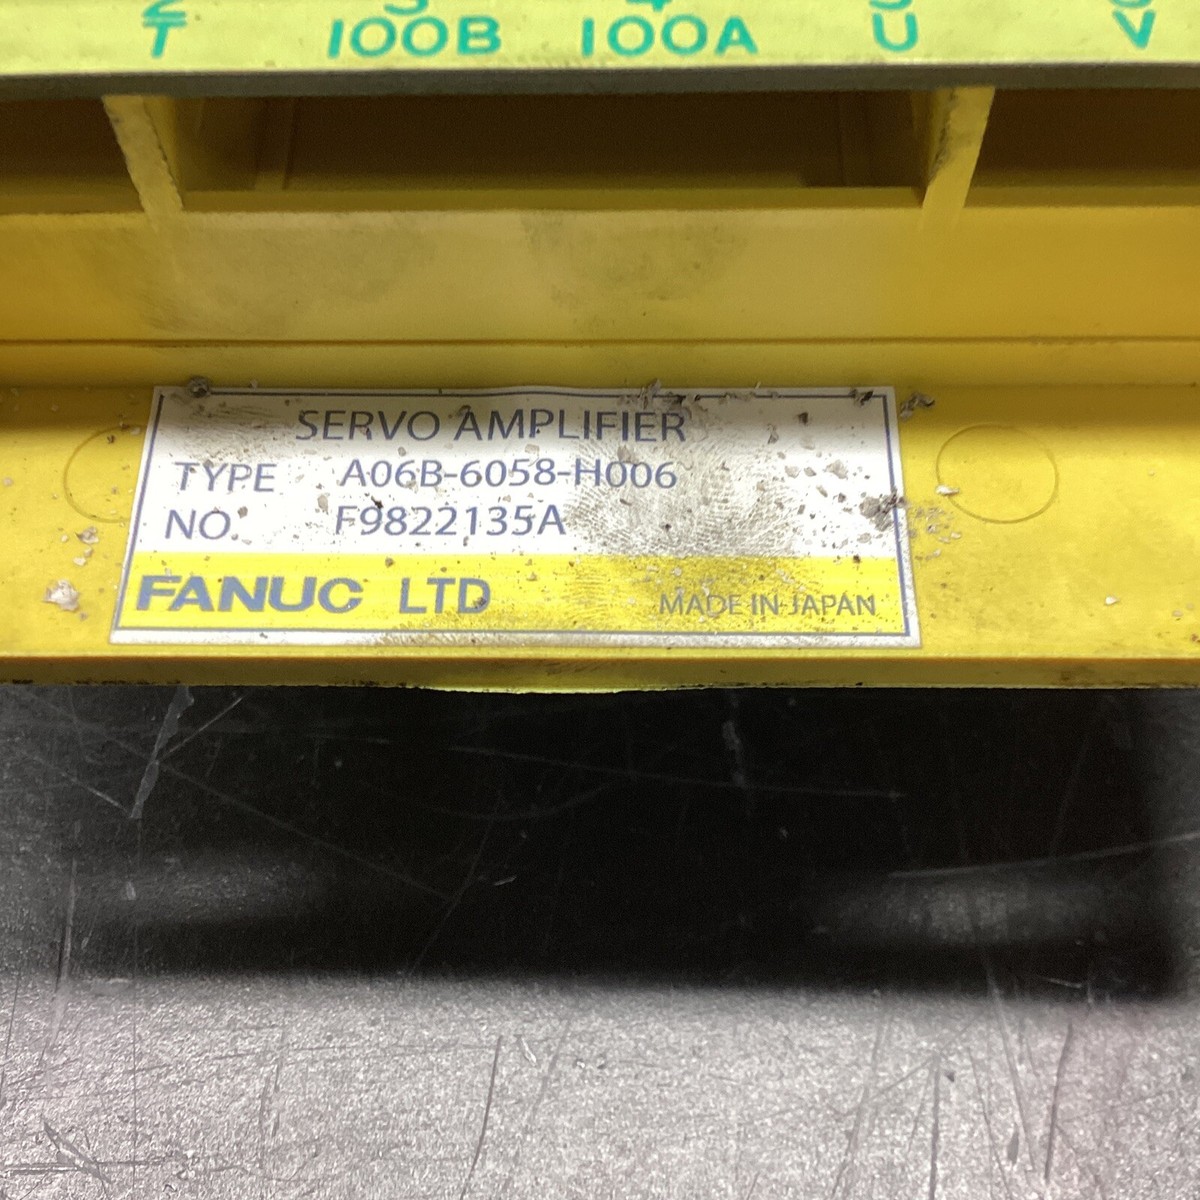 T 100B 100A U V
SERVO AMPLIFIER
TYPE A06B-6058-H006
NO. F9822135A
FANUC LTD MADE IN JAPAN